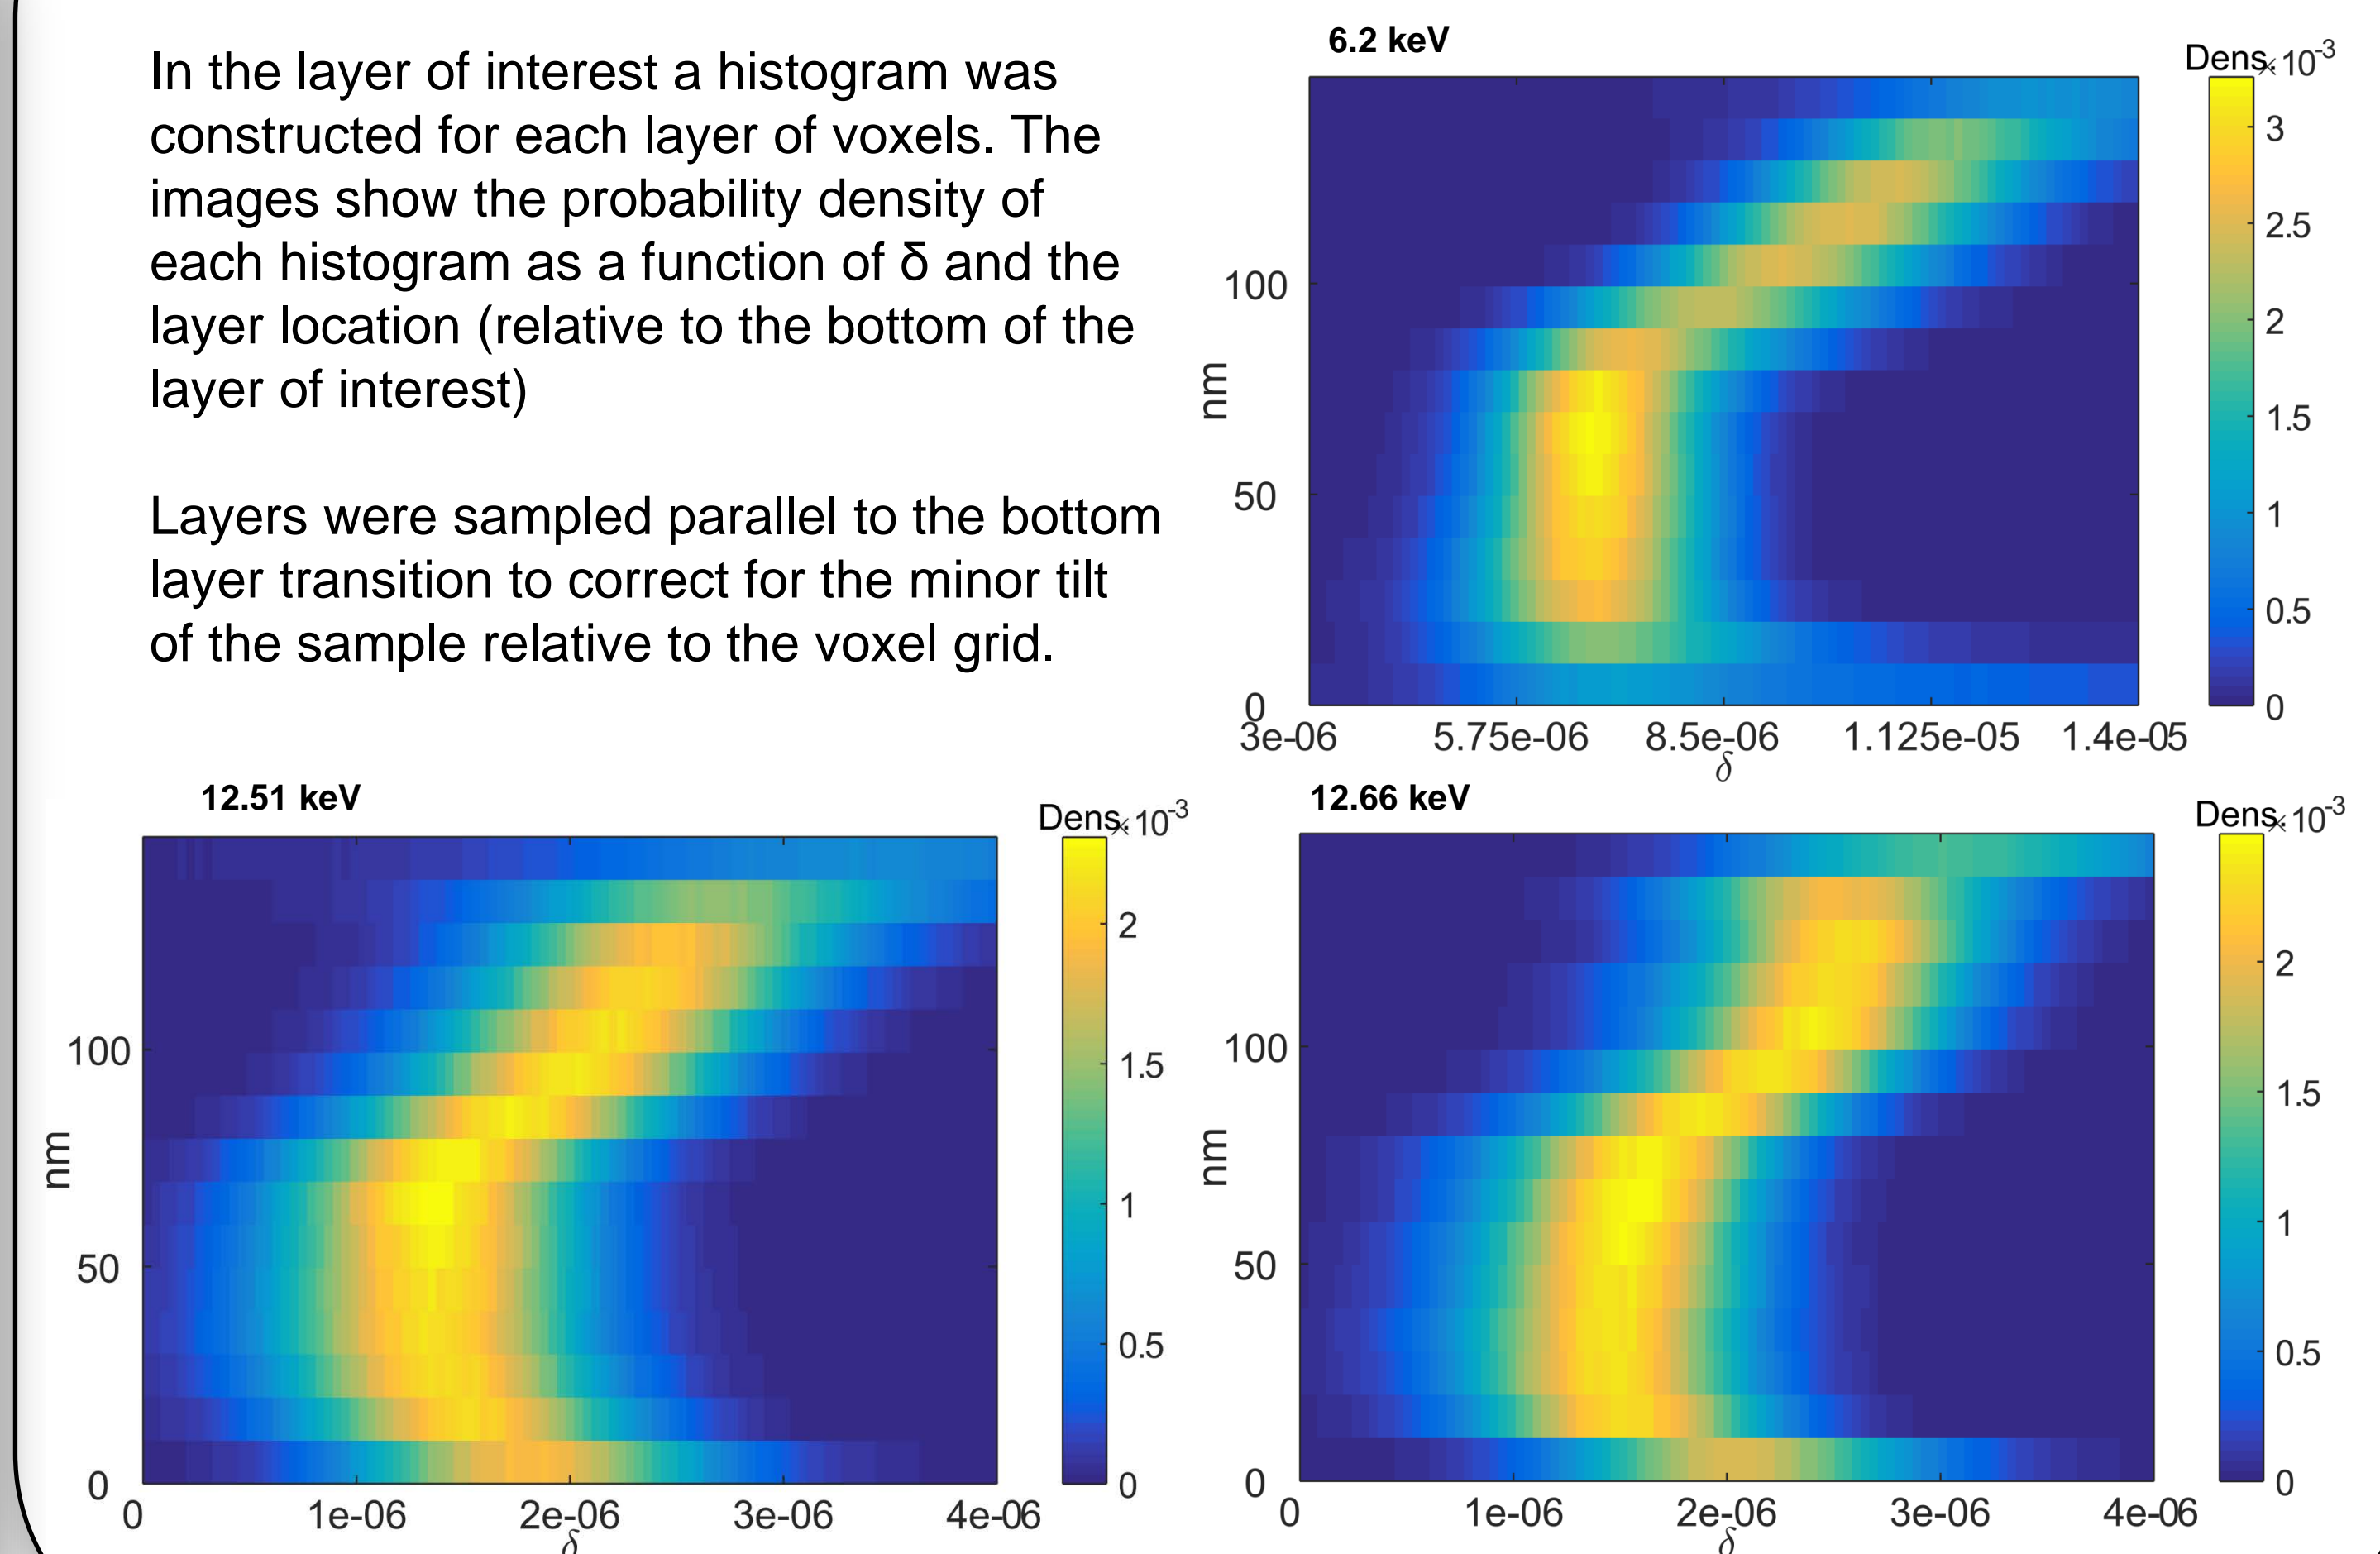 In the layer of interest a histogram was
constructed for each layer of voxels. The
images show the probability density of
each histogram as a function of δ and the
layer location (relative to the bottom of the
layer of interest)
Layers were sampled parallel to the bottom
layer transition to correct for the minor tilt
of the sample relative to the voxel grid.
6.2 keV
Dens.
×10-3
3
2.5
2
1.5
1
0.5
0
100
50
0
nm
3e-06 5.75e-06 8.5e-06 1.125e-05 1.4e-05
δ
12.51 keV
Dens.
×10-3
2
1.5
1
0.5
0
100
50
0
nm
0 1e-06 2e-06 3e-06 4e-06
δ
12.66 keV
Dens.
×10-3
2
1.5
1
0.5
0
100
50
0
nm
0 1e-06 2e-06 3e-06 4e-06
δ